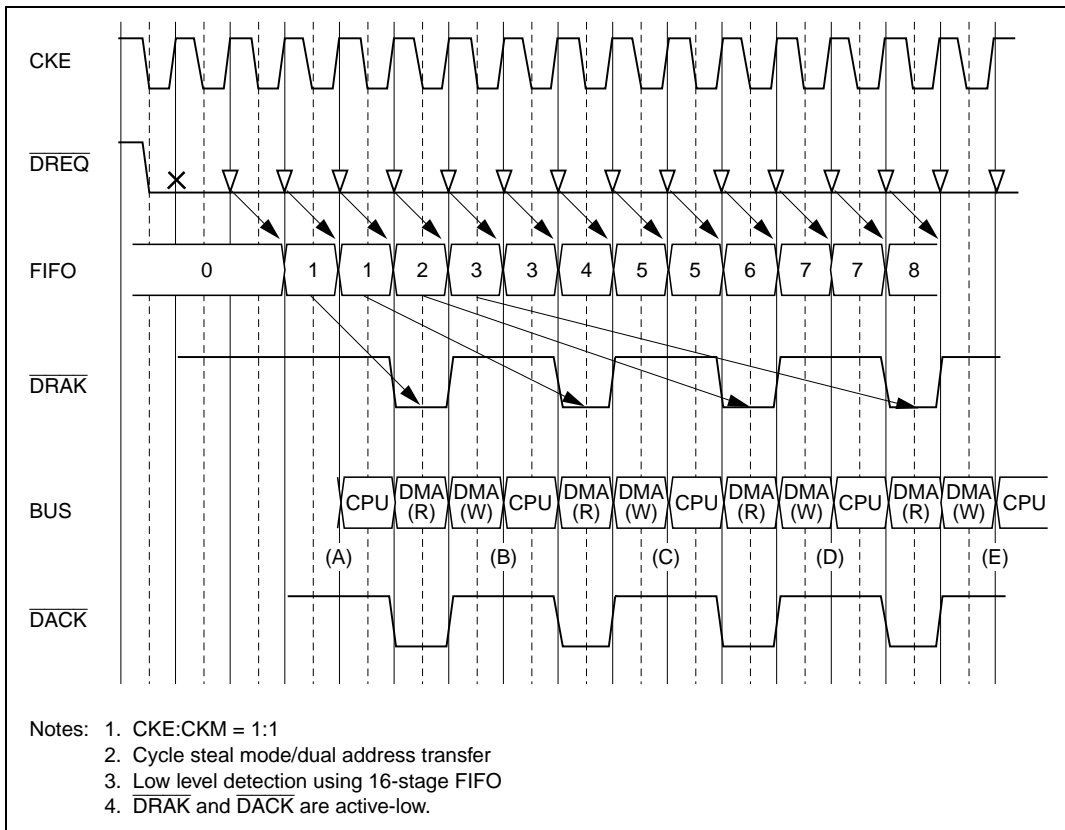 CKE
DREQ
FIFO 0 1 1 2 3 3 4 5 5 6 7 7 8
DRAK
BUS CPU DMA (R) DMA (W) CPU DMA (R) DMA (W) CPU DMA (R) DMA (W) CPU DMA (R) DMA (W) CPU
(A) (B) (C) (D) (E)
DACK
Notes: 1. CKE:CKM = 1:1
2. Cycle steal mode/dual address transfer
3. Low level detection using 16-stage FIFO
4. DRAK and DACK are active-low.